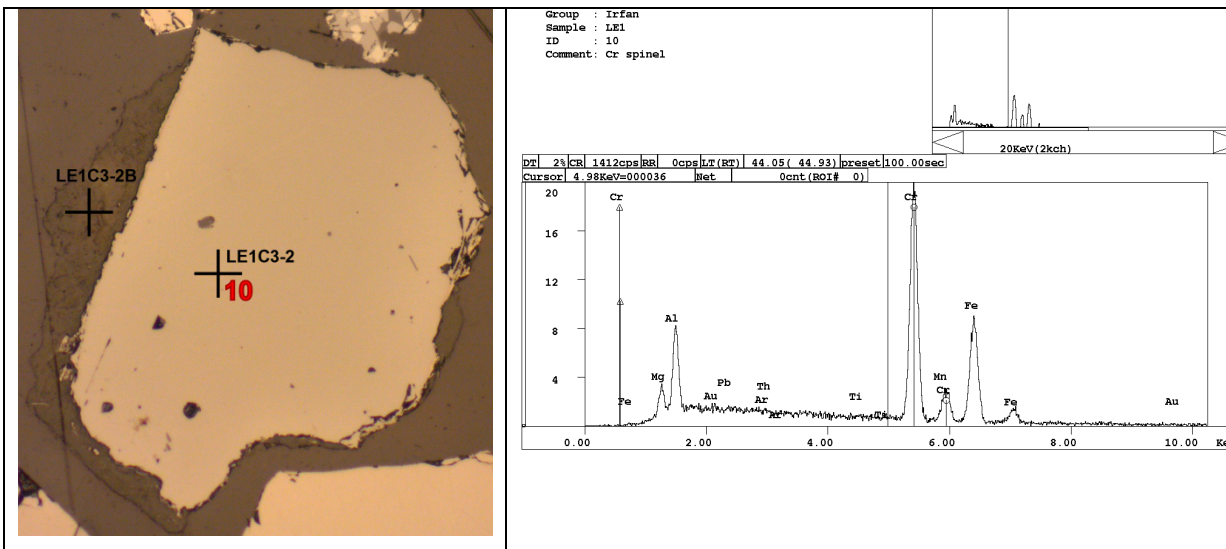 LE1C3-2B
LE1C3-2
10
Group : Irfan
Sample : LE1
ID : 10
Comment: Cr spinel
20KeV(2kch)
DT 2% CR 1412cps RR 0cps LT(RT) 44.05( 44.93) preset 100.00sec
Cursor 4.98KeV=000036 Net 0cnt(ROI# 0)
20
16
12
8
4
Cr
Cr
Al
Fe
Mg
Mn
Pb
Th
Fe
Au
Ar
Ti
Cr
Fe
Au
Ar
0.00 2.00 4.00 6.00 8.00 10.00